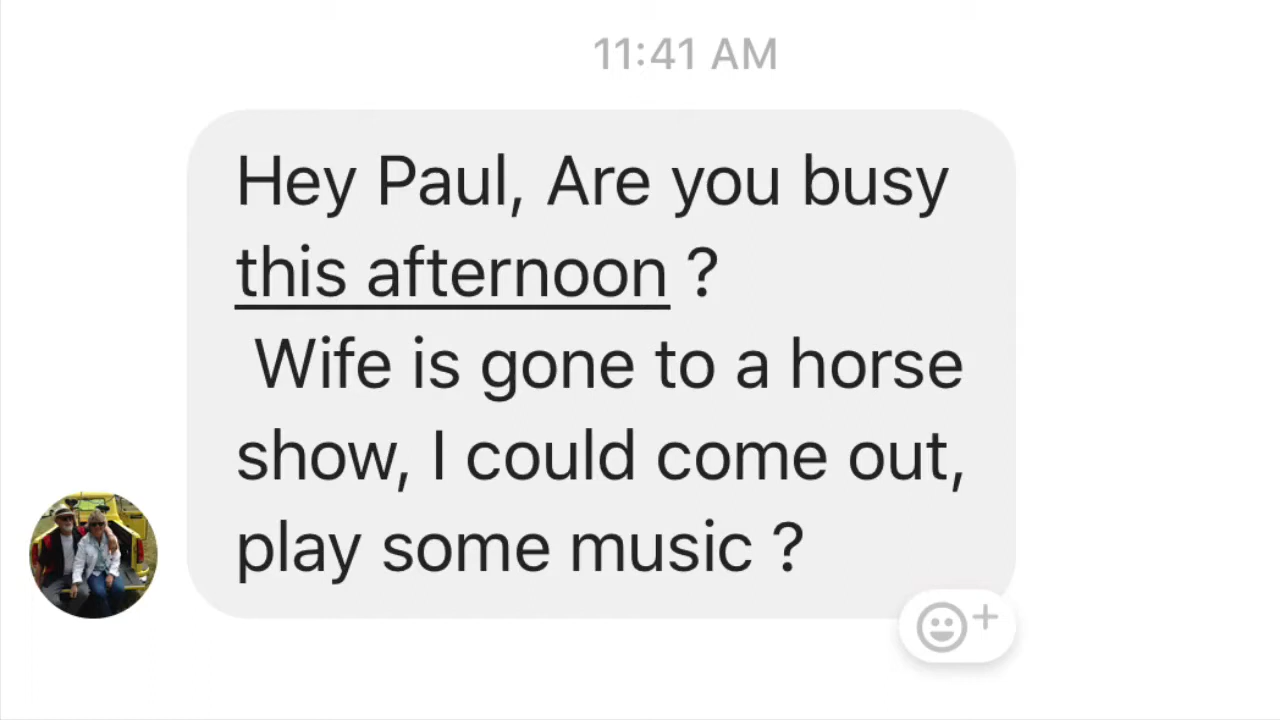 11:41 AM
Hey Paul, Are you busy
this afternoon ?
Wife is gone to a horse
show, I could come out,
play some music ?